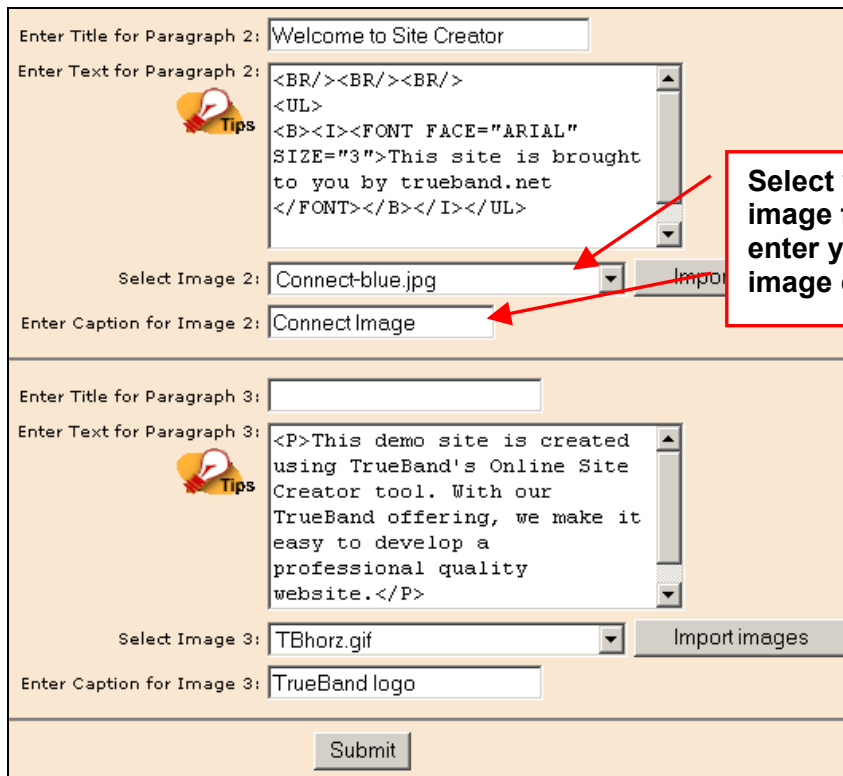 Enter Title for Paragraph 2: Welcome to Site Creator
Enter Text for Paragraph 2:
Tips
<BR/><BR/><BR/>
<UL>
<B><I><FONT FACE="ARIAL"
SIZE="3">This site is brought
to you by trueband.net
</FONT></B></I></UL>
Select
image
enter y
image
Select Image 2: Connect-blue.jpg
Impor
Enter Caption for Image 2: Connect Image
Enter Title for Paragraph 3:
Enter Text for Paragraph 3:
Tips
<P>This demo site is created
using TrueBand's Online Site
Creator tool. With our
TrueBand offering, we make it
easy to develop a
professional quality
website.</P>
Select Image 3: TBhorz.gif Import images
Enter Caption for Image 3: TrueBand logo
Submit